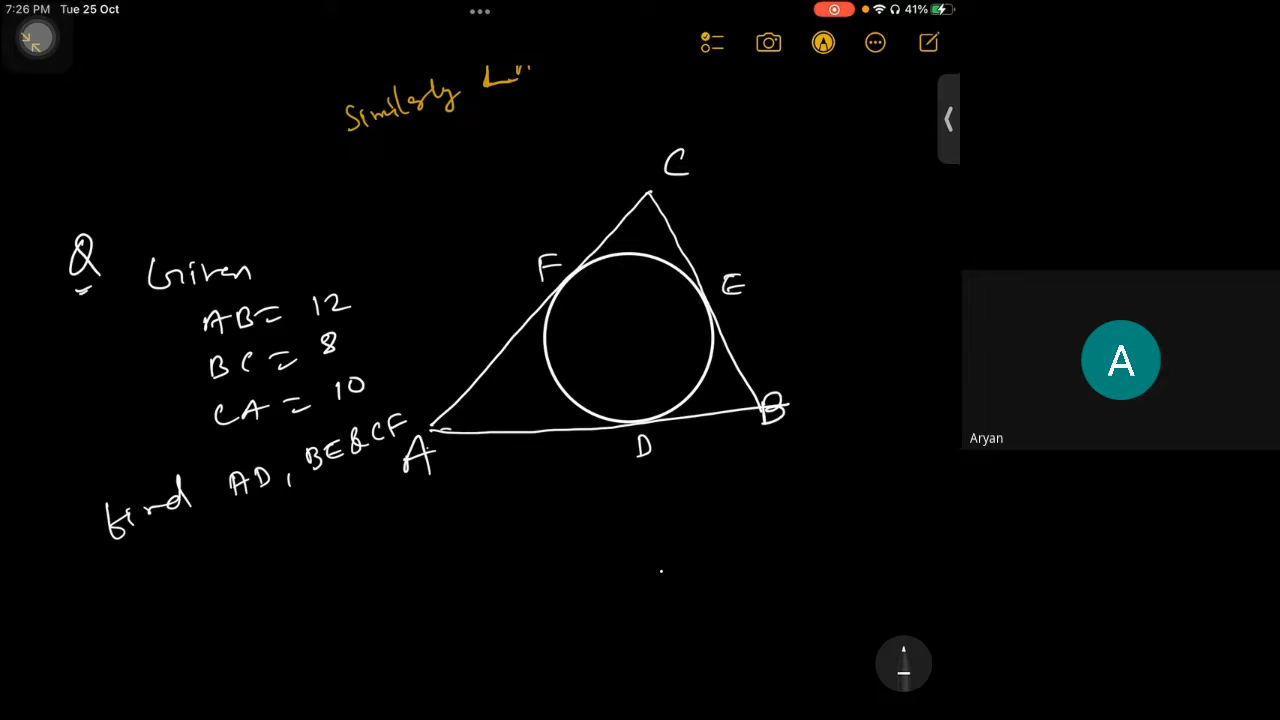 7:26 PM Tue 25 Oct
41%
Similarly
C
Q Given
F
E
AB = 12
BC = 8
CA = 10
A
B
D
find AD, BE & CF
A
Aryan